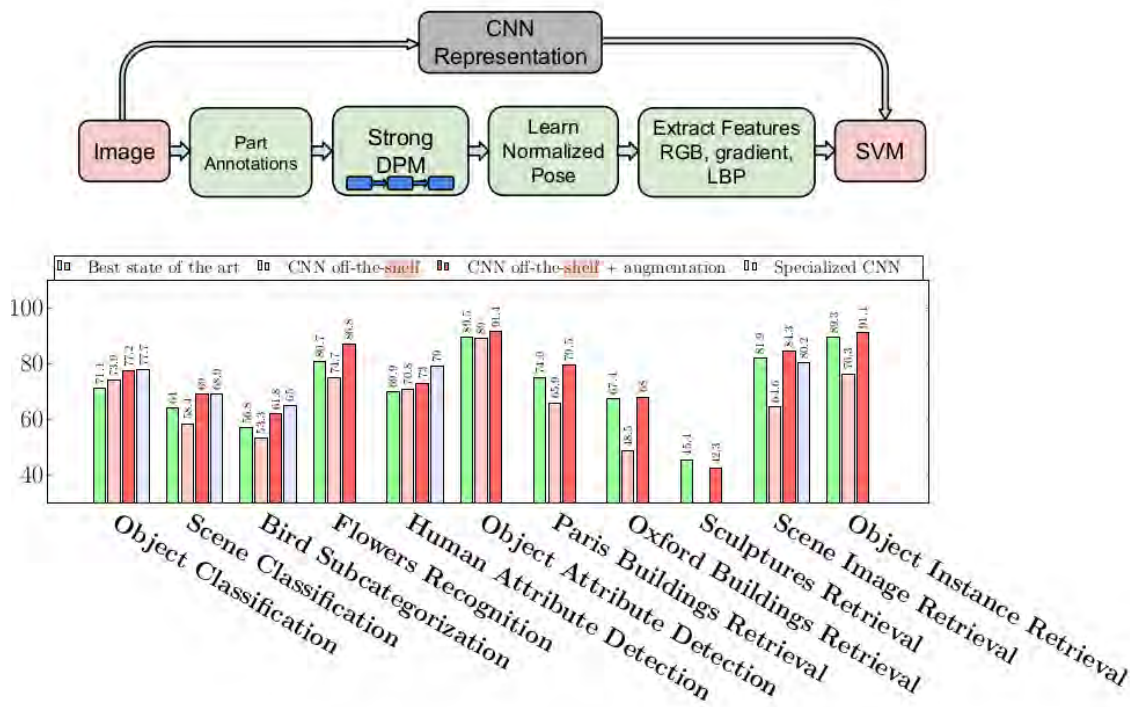 CNN
Representation
Image
Part
Annotations
Strong
DPM
Learn
Normalized
Pose
Extract Features
RGB, gradient,
LBP
SVM
Best state of the art CNN off-the-shelf CNN off-the-shelf + augmentation Specialized CNN
100
80
60
40
71.1 73.9 77.2 77.7
64 58.4 69 68.9
56.8 53.3 61.8 65
80.7 74.7 86.8
69.9 70.8 73 79
89.5 89 91.4
74.9 65.9 79.5
67.4 48.5 68
45.4 42.3
81.9 64.6 84.3 80.2
89.3 76.3 91.1
Object Classification
Scene Classification
Bird Subcategorization
Flowers Recognition
Human Attribute Detection
Object Attribute Detection
Paris Buildings Retrieval
Oxford Buildings Retrieval
Sculptures Retrieval
Scene Image Retrieval
Object Instance Retrieval